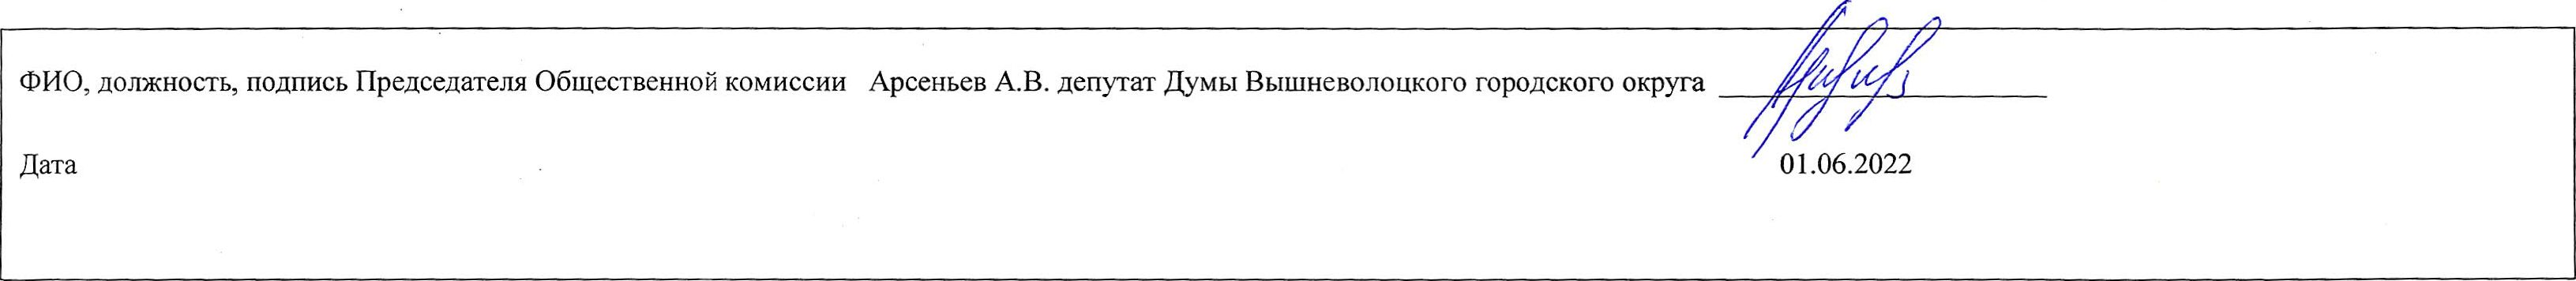 ФИО, должность, подпись Председателя Общественной комиссии Арсеньев А.В. депутат Думы Вышневолоцкого городского округа
Дата 01.06.2022